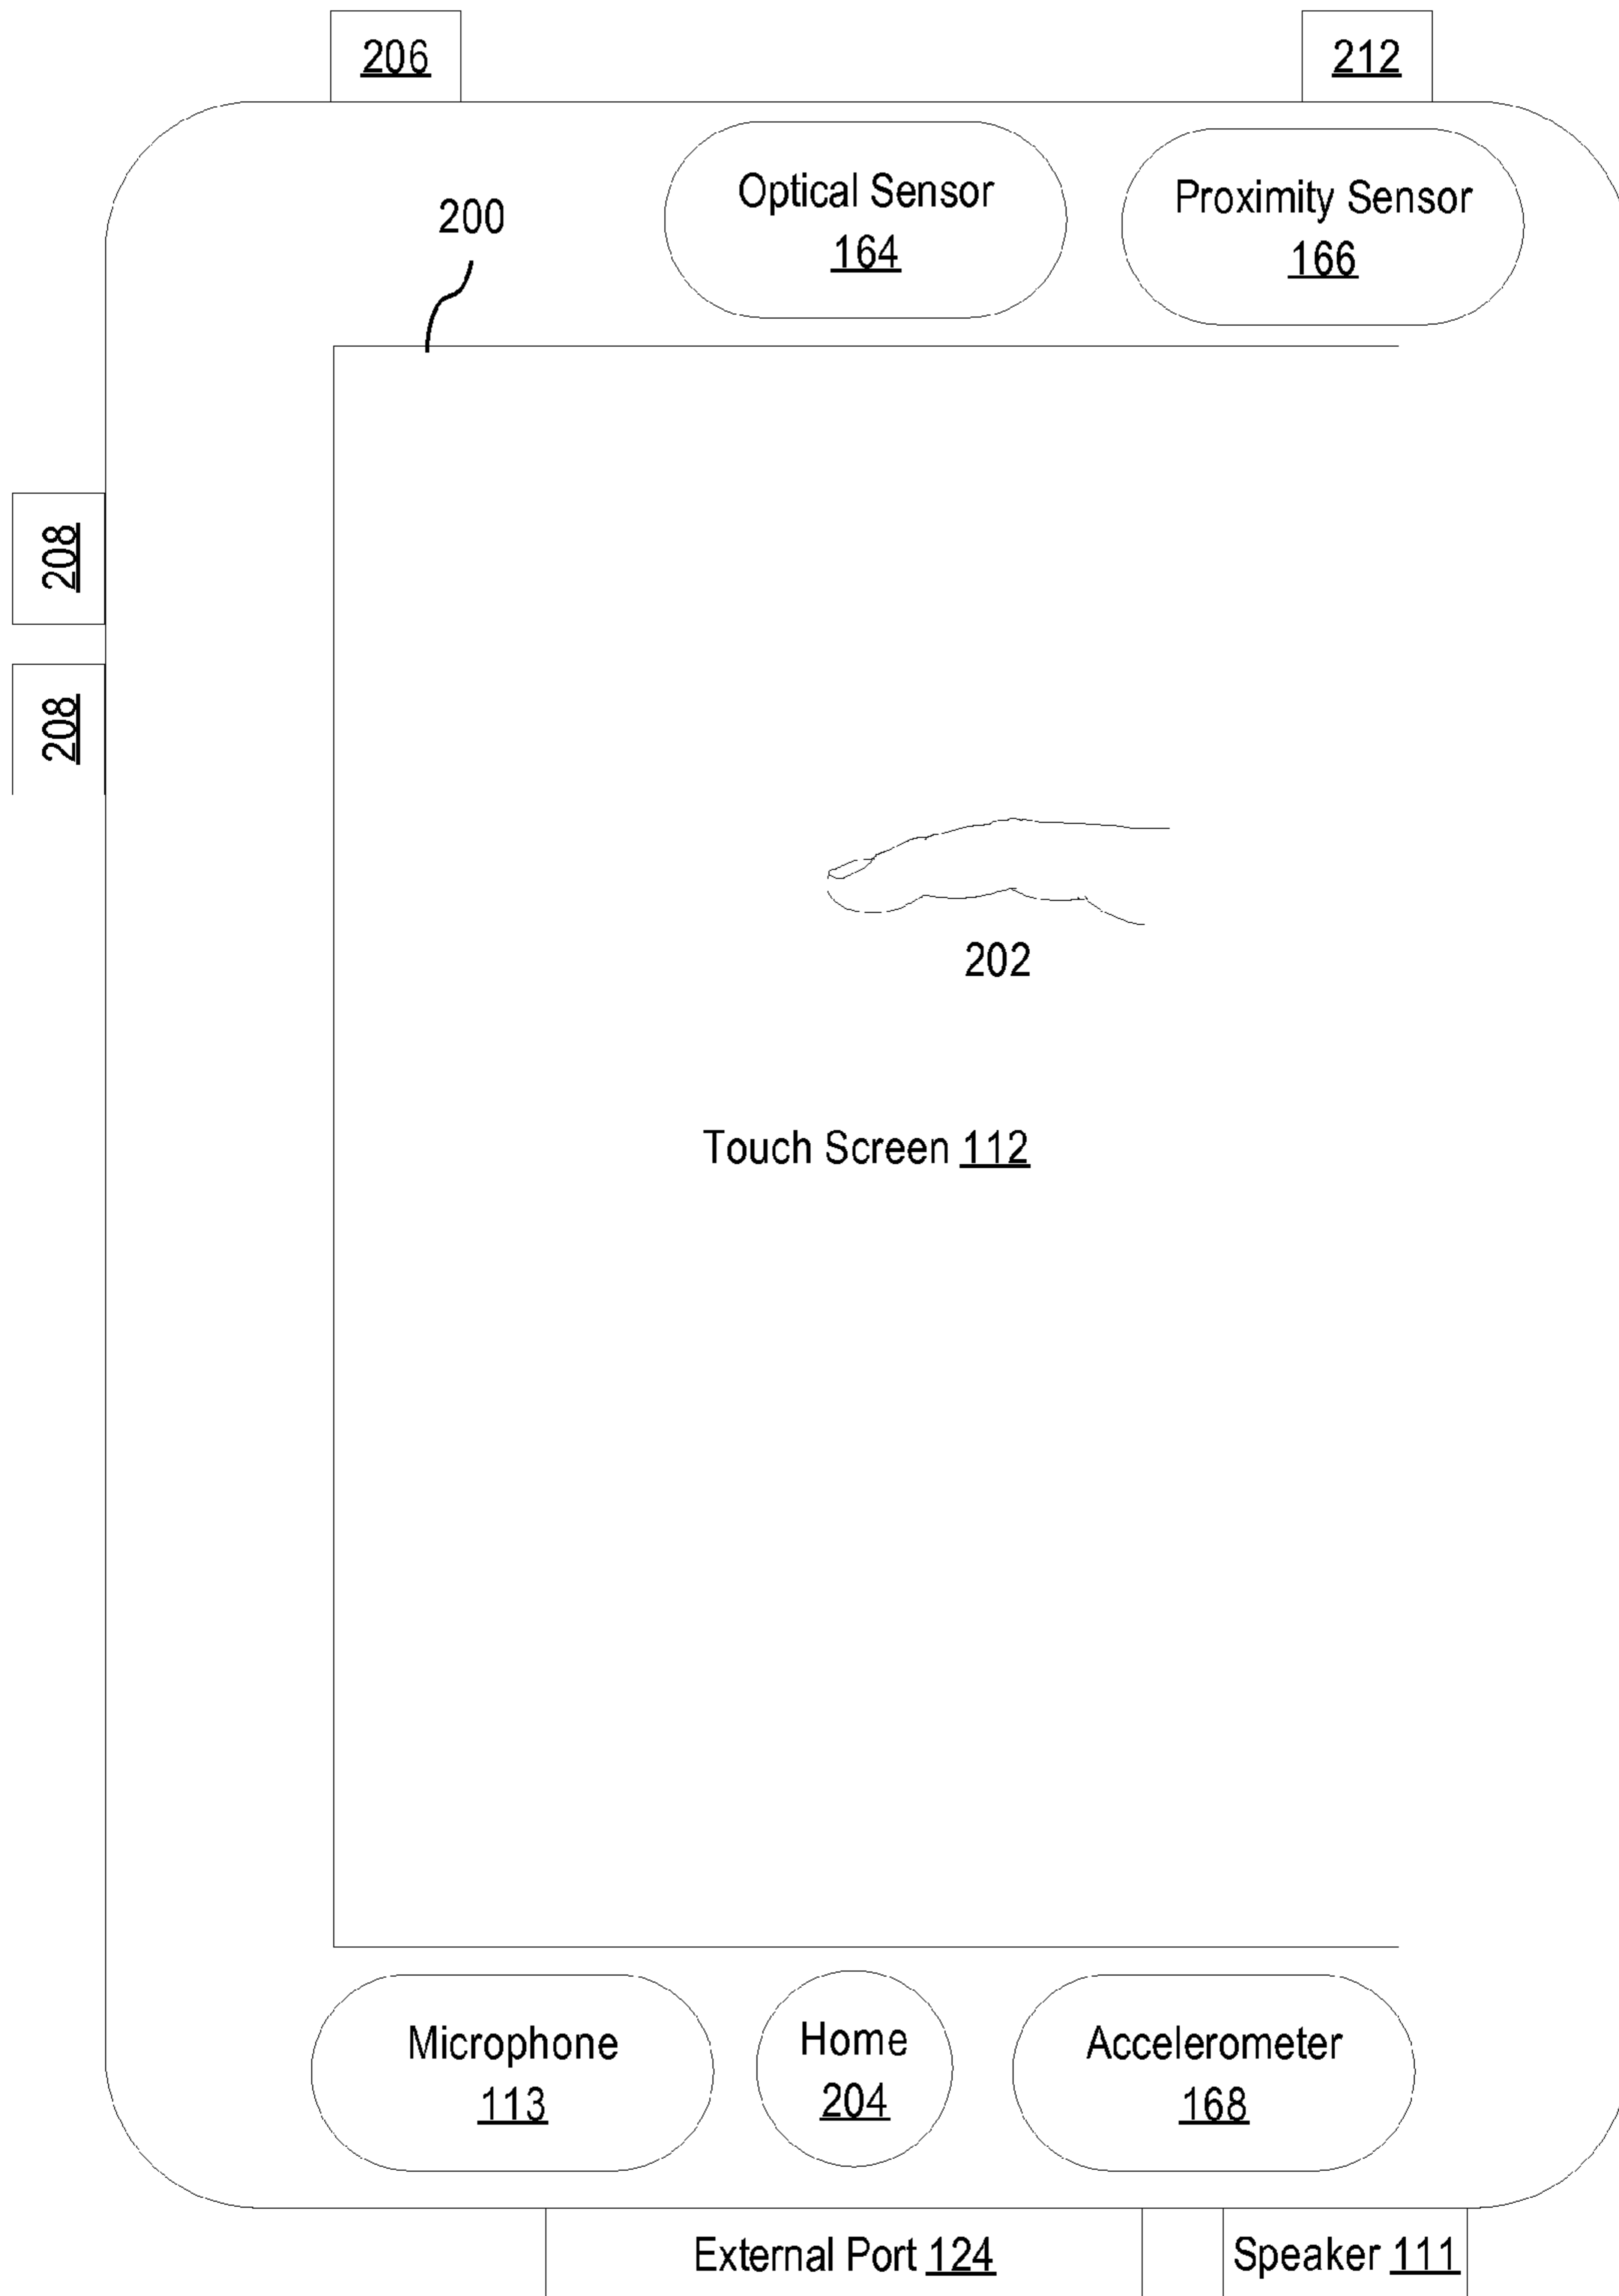 206
212
Optical Sensor
164
Proximity Sensor
166
200
208
208
202
Touch Screen 112
Microphone
113
Home
204
Accelerometer
168
External Port 124
Speaker 111